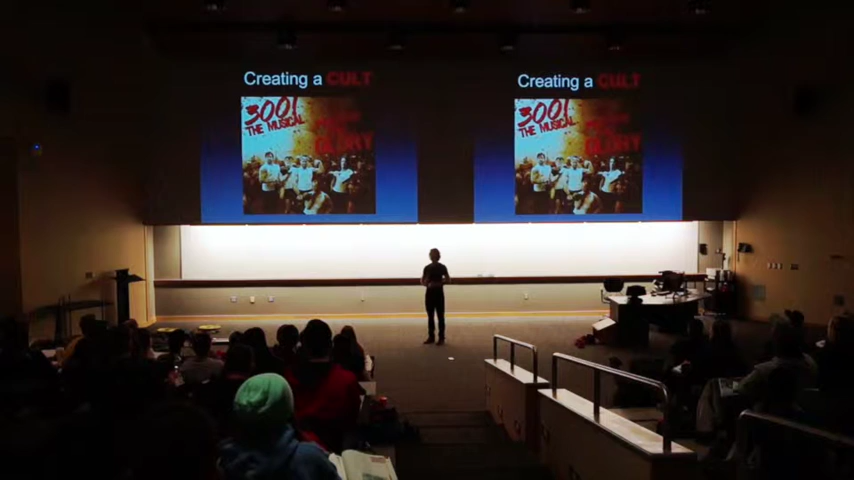 Creating a CULT
300!
THE MUSICAL
GLORY
Creating a CULT
300!
THE MUSICAL
GLORY